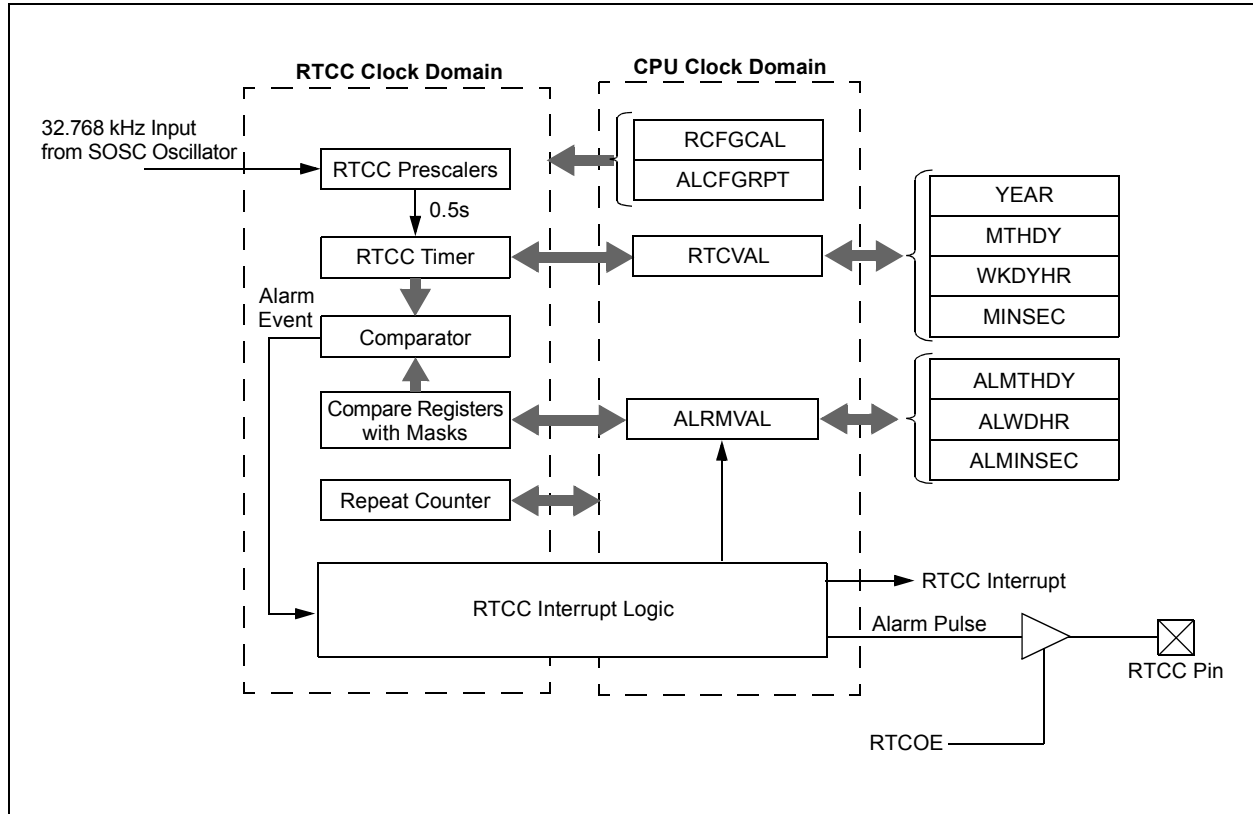 RTCC Clock Domain
CPU Clock Domain
32.768 kHz Input
from SOSC Oscillator
RTCC Prescalers
0.5s
RTCC Timer
Alarm
Event
Comparator
Compare Registers
with Masks
Repeat Counter
RCFGCAL
ALCFGRPT
RTCVAL
ALRMVAL
YEAR
MTHDY
WKDYHR
MINSEC
ALMTHDY
ALWDHR
ALMINSEC
RTCC Interrupt Logic
RTCC Interrupt
Alarm Pulse
RTCC Pin
RTCOE